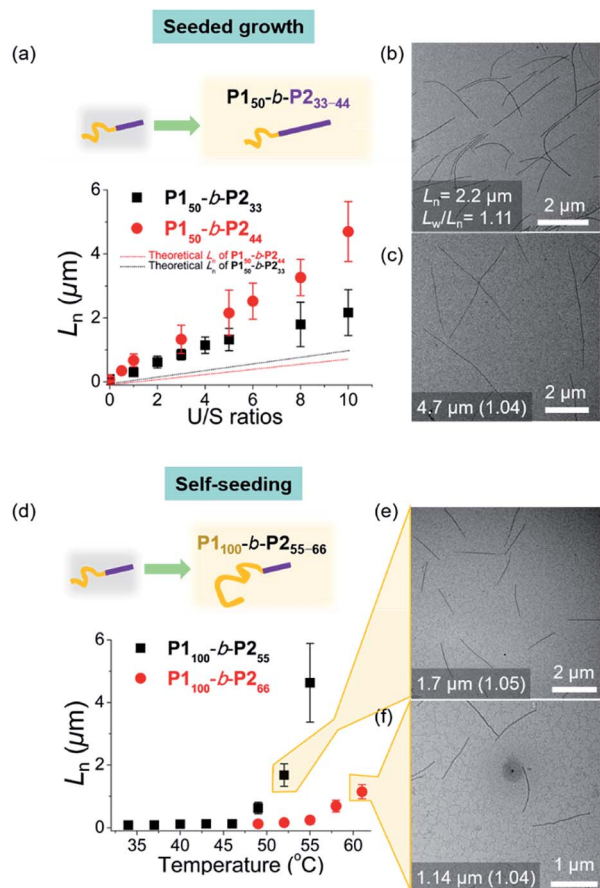 Seeded growth
(a)
P1₅₀-b-P2₃₃₋₄₄
P1₅₀-b-P2₃₃
P1₅₀-b-P2₄₄
Theoretical Lₙ of P1₅₀-b-P2₄₄
Theoretical Lₙ of P1₅₀-b-P2₃₃
Lₙ (μm)
6
4
2
0
0 2 4 6 8 10
U/S ratios
(b)
Lₙ= 2.2 μm
L_w/Lₙ= 1.11
2 μm
(c)
4.7 μm (1.04)
2 μm
Self-seeding
(d)
P1₁₀₀-b-P2₅₅₋₆₆
P1₁₀₀-b-P2₅₅
P1₁₀₀-b-P2₆₆
Lₙ (μm)
6
4
2
0
35 40 45 50 55 60
Temperature (°C)
(e)
1.7 μm (1.05)
2 μm
(f)
1.14 μm (1.04)
1 μm